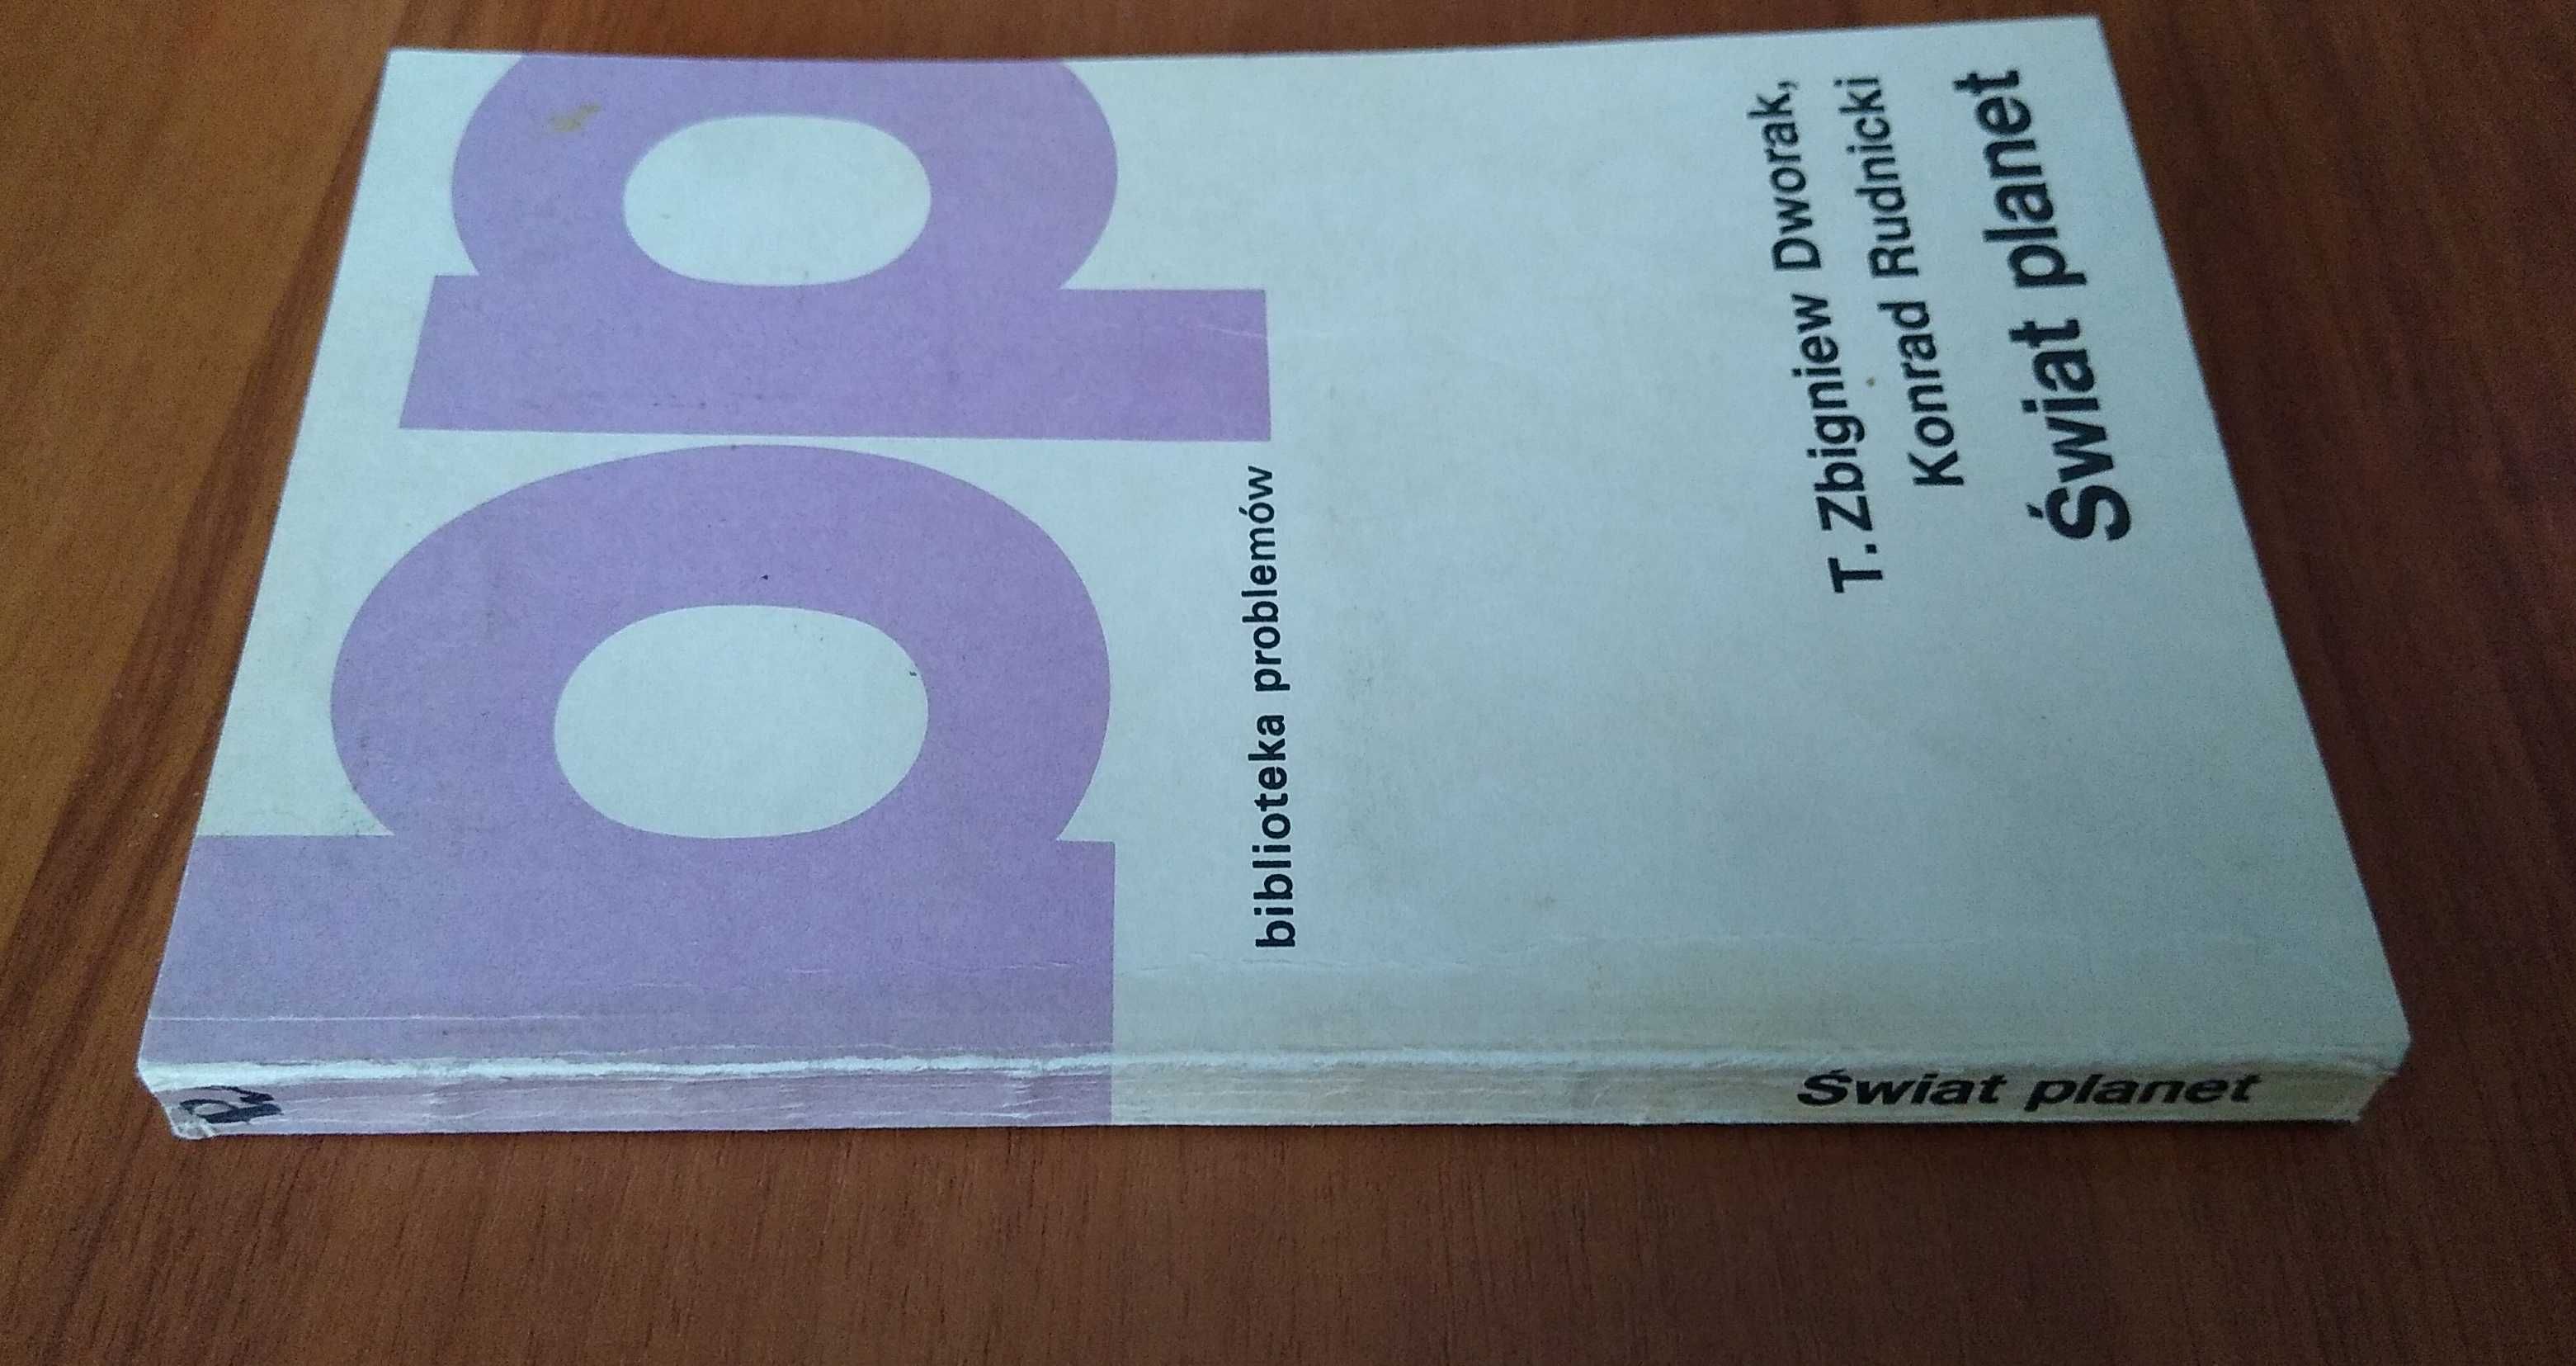 bp
biblioteka problemów
T. Zbigniew Dworak,
Konrad Rudnicki
Świat planet
Świat planet